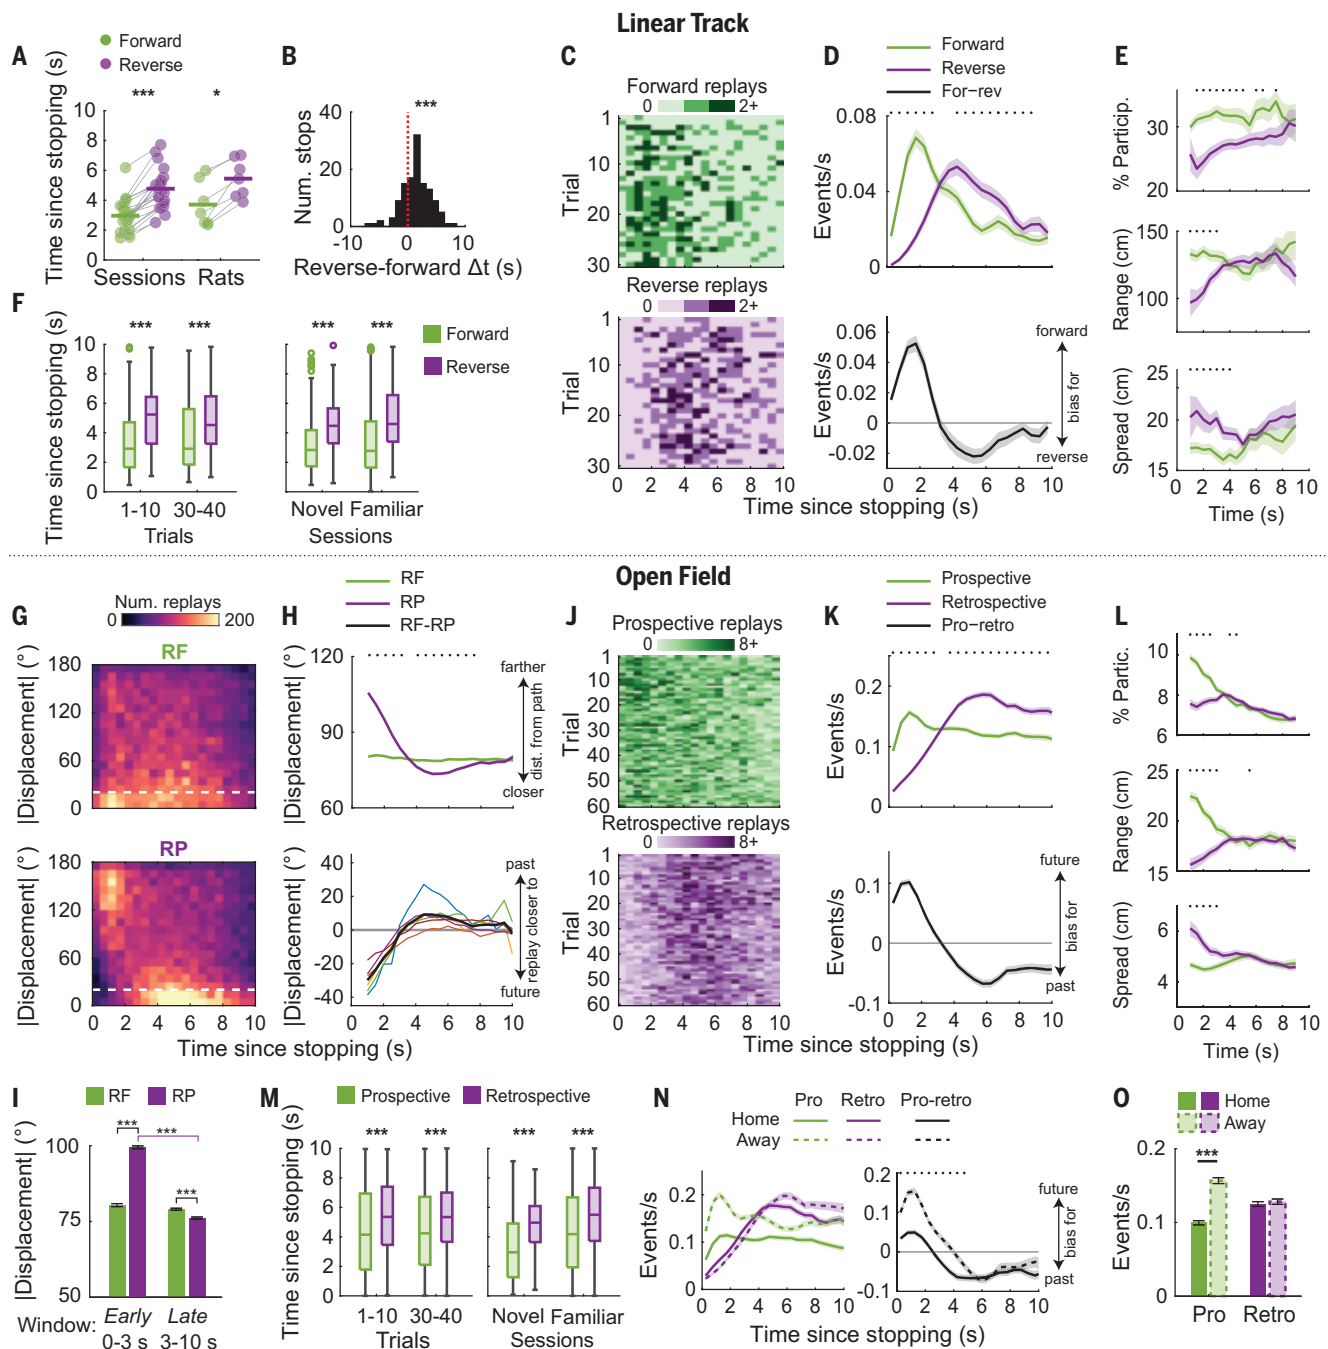 Linear Track
A
Forward
Reverse
Time since stopping (s)
10
8
6
4
2
0
***
*
Sessions
Rats
B
Num. stops
40
20
0
***
-10
0
10
Reverse-forward Δt (s)
C
Forward replays
0
2+
Trial
1
10
20
30
Reverse replays
0
2+
Trial
1
10
20
30
0 2 4 6 8 10
Time since stopping (s)
D
Forward
Reverse
For−rev
Events/s
0.08
0.04
0
Events/s
0.06
0.04
0.02
0
-0.02
forward
bias for
reverse
0 2 4 6 8 10
E
% Particip.
30
20
Range (cm)
150
100
Spread (cm)
25
20
15
0 2 4 6 8 10
Time (s)
F
Time since stopping (s)
10
8
6
4
2
0
***
***
1-10 30-40
Trials
***
***
Novel Familiar
Sessions
Forward
Reverse
Open Field
G
Num. replays
0
200
RF
|Displacement| (°)
180
120
60
0
RP
|Displacement| (°)
180
120
60
0
0 2 4 6 8 10
Time since stopping (s)
H
RF
RP
RF-RP
|Displacement| (°)
120
90
60
farther
dist. from path
closer
|Displacement| (°)
40
20
0
-20
-40
past
replay closer to
future
0 2 4 6 8 10
J
Prospective replays
0
8+
Trial
1
10
20
30
40
50
60
Retrospective replays
0
8+
Trial
1
10
20
30
40
50
60
0 2 4 6 8 10
Time since stopping (s)
K
Prospective
Retrospective
Pro−retro
Events/s
0.2
0.1
0
Events/s
0.1
0
-0.1
future
bias for
past
0 2 4 6 8 10
L
% Partic.
10
8
6
Range (cm)
25
20
15
Spread (cm)
6
4
0 2 4 6 8 10
Time (s)
I
RF
RP
|Displacement| (°)
100
75
50
***
***
***
Window:
Early
0-3 s
Late
3-10 s
M
Prospective
Retrospective
Time since stopping (s)
10
8
6
4
2
0
***
***
1-10 30-40
Trials
***
***
Novel Familiar
Sessions
N
Pro Retro Pro-retro
Home
Away
Events/s
0.2
0.1
0
0 2 4 6 8 10
0.2
0.1
0
-0.1
future
bias for
past
0 2 4 6 8 10
Time since stopping (s)
O
Home
Away
Events/s
0.2
0.1
0
***
Pro
Retro